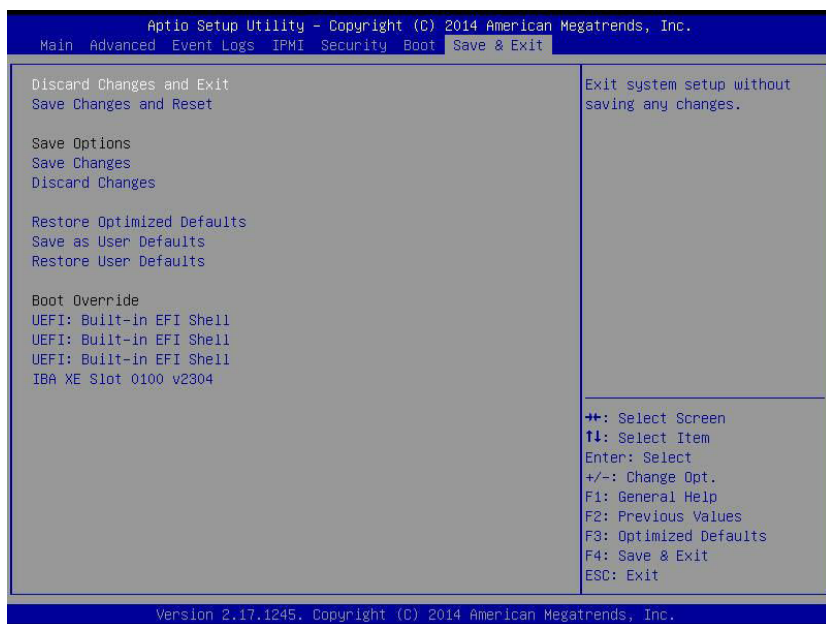 Aptio Setup Utility – Copyright (C) 2014 American Megatrends, Inc.
Main Advanced Event Logs IPMI Security Boot Save & Exit
Discard Changes and Exit
Save Changes and Reset
Save Options
Save Changes
Discard Changes
Restore Optimized Defaults
Save as User Defaults
Restore User Defaults
Boot Override
UEFI: Built-in EFI Shell
UEFI: Built-in EFI Shell
UEFI: Built-in EFI Shell
IBA XE Slot 0100 v2304
Exit system setup without
saving any changes.
→←: Select Screen
↑↓: Select Item
Enter: Select
+/-: Change Opt.
F1: General Help
F2: Previous Values
F3: Optimized Defaults
F4: Save & Exit
ESC: Exit
Version 2.17.1245. Copyright (C) 2014 American Megatrends, Inc.